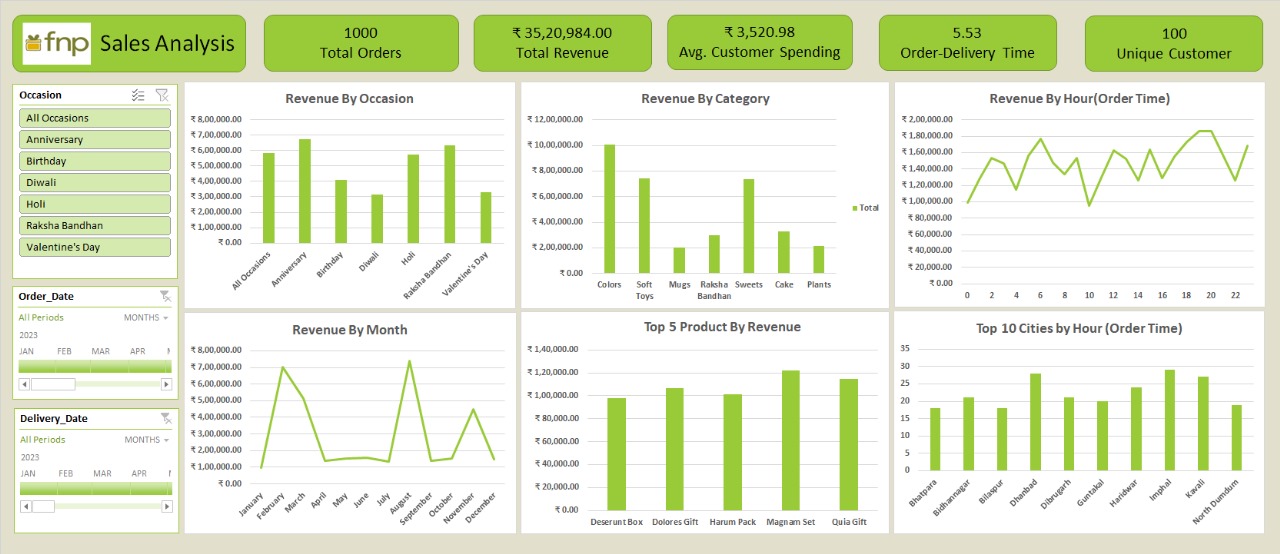 fnp Sales Analysis
1000
Total Orders
₹ 35,20,984.00
Total Revenue
₹ 3,520.98
Avg. Customer Spending
5.53
Order-Delivery Time
100
Unique Customer
Occasion
All Occasions
Anniversary
Birthday
Diwali
Holi
Raksha Bandhan
Valentine's Day
Order_Date
All Periods MONTHS
2023
JAN FEB MAR APR
Delivery_Date
All Periods MONTHS
2023
JAN FEB MAR APR
Revenue By Occasion
₹ 8,00,000.00
₹ 7,00,000.00
₹ 6,00,000.00
₹ 5,00,000.00
₹ 4,00,000.00
₹ 3,00,000.00
₹ 2,00,000.00
₹ 1,00,000.00
₹ 0.00
All Occasions Anniversary Birthday Diwali Holi Raksha Bandhan Valentine's Day
Revenue By Category
₹ 12,00,000.00
₹ 10,00,000.00
₹ 8,00,000.00
₹ 6,00,000.00
₹ 4,00,000.00
₹ 2,00,000.00
₹ 0.00
Colors Soft Toys Mugs Raksha Bandhan Sweets Cake Plants
Total
Revenue By Hour(Order Time)
₹ 2,00,000.00
₹ 1,80,000.00
₹ 1,60,000.00
₹ 1,40,000.00
₹ 1,20,000.00
₹ 1,00,000.00
₹ 80,000.00
₹ 60,000.00
₹ 40,000.00
₹ 20,000.00
₹ 0.00
0 2 4 6 8 10 12 14 16 18 20 22
Revenue By Month
₹ 8,00,000.00
₹ 7,00,000.00
₹ 6,00,000.00
₹ 5,00,000.00
₹ 4,00,000.00
₹ 3,00,000.00
₹ 2,00,000.00
₹ 1,00,000.00
₹ 0.00
January February March April May June July August September October November December
Top 5 Product By Revenue
₹ 1,40,000.00
₹ 1,20,000.00
₹ 1,00,000.00
₹ 80,000.00
₹ 60,000.00
₹ 40,000.00
₹ 20,000.00
₹ 0.00
Deserunt Box Dolores Gift Harum Pack Magnam Set Quia Gift
Top 10 Cities by Hour (Order Time)
35
30
25
20
15
10
5
0
Bhatpara Bidhannagar Bilaspur Dhanbad Dibrugarh Guntakal Haridwar Imphal Kavali North Dumdum